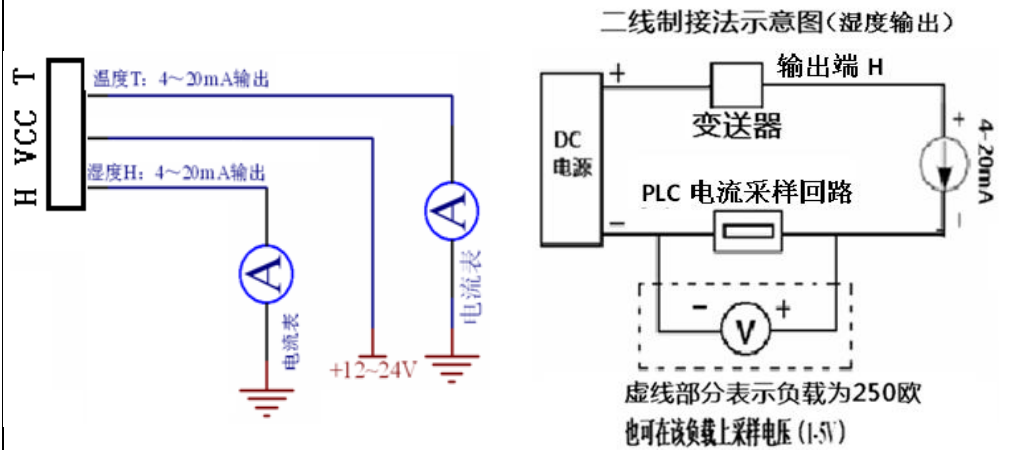 T
VCC
H
温度T：4～20mA输出
湿度H：4～20mA输出
A
电流表
A
电流表
+12~24V
二线制接法示意图（湿度输出）
+
输出端 H
变送器
DC
电源
+
4-20mA
−
PLC 电流采样回路
−
−
V
+
虚线部分表示负载为250欧
也可在该负载上采样电压（1-5V）